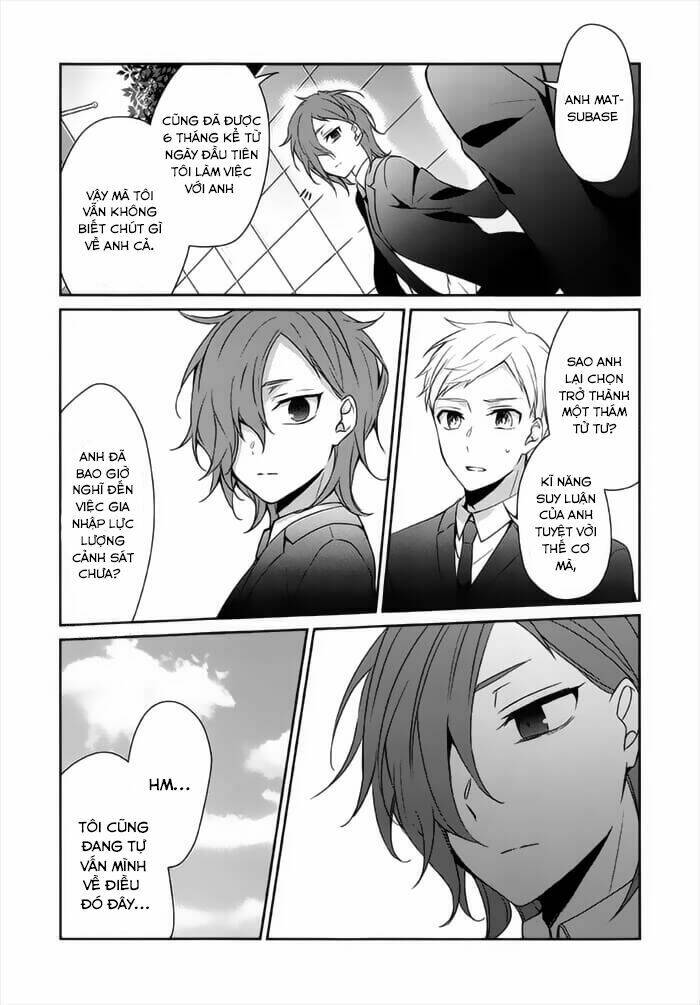 ANH MAT-
SUBASE
CŨNG ĐÃ ĐƯỢC
6 THÁNG KỂ TỪ
NGÀY ĐẦU TIÊN
TÔI LÀM VIỆC
VỚI ANH
VẬY MÀ TÔI
VẪN KHÔNG
BIẾT CHÚT GÌ
VỀ ANH CẢ.
SAO ANH
LẠI CHỌN
TRỞ THÀNH
MỘT THÁM
TỬ TƯ?
KĨ NĂNG
SUY LUẬN
CỦA ANH
TUYỆT VỜI
THẾ CƠ
MÀ,
ANH ĐÃ
BAO GIỜ
NGHĨ ĐẾN
VIỆC GIA
NHẬP LỰC
LƯỢNG
CẢNH SÁT
CHƯA?
HM...
TÔI CŨNG
ĐANG TỰ
VẤN MÌNH
VỀ ĐIỀU
ĐÓ ĐÂY...